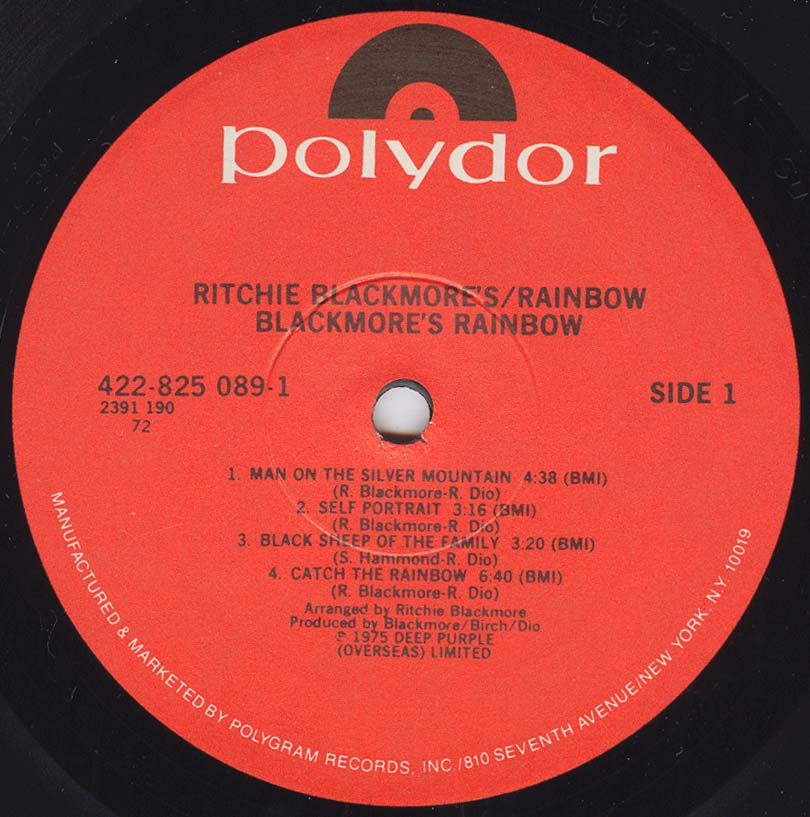 polydor
RITCHIE BLACKMORE'S/RAINBOW
BLACKMORE'S RAINBOW
422-825 089-1
2391 190
72
SIDE 1
1. MAN ON THE SILVER MOUNTAIN 4:38 (BMI)
(R. Blackmore-R. Dio)
2. SELF PORTRAIT 3:16 (BMI)
(R. Blackmore-R. Dio)
3. BLACK SHEEP OF THE FAMILY 3:20 (BMI)
(S. Hammond-R. Dio)
4. CATCH THE RAINBOW 6:40 (BMI)
(R. Blackmore-R. Dio)
Arranged by Ritchie Blackmore
Produced by Blackmore/Birch/Dio
℗ 1975 DEEP PURPLE
(OVERSEAS) LIMITED
MANUFACTURED & MARKETED BY POLYGRAM RECORDS, INC./810 SEVENTH AVENUE/NEW YORK, NY 10019